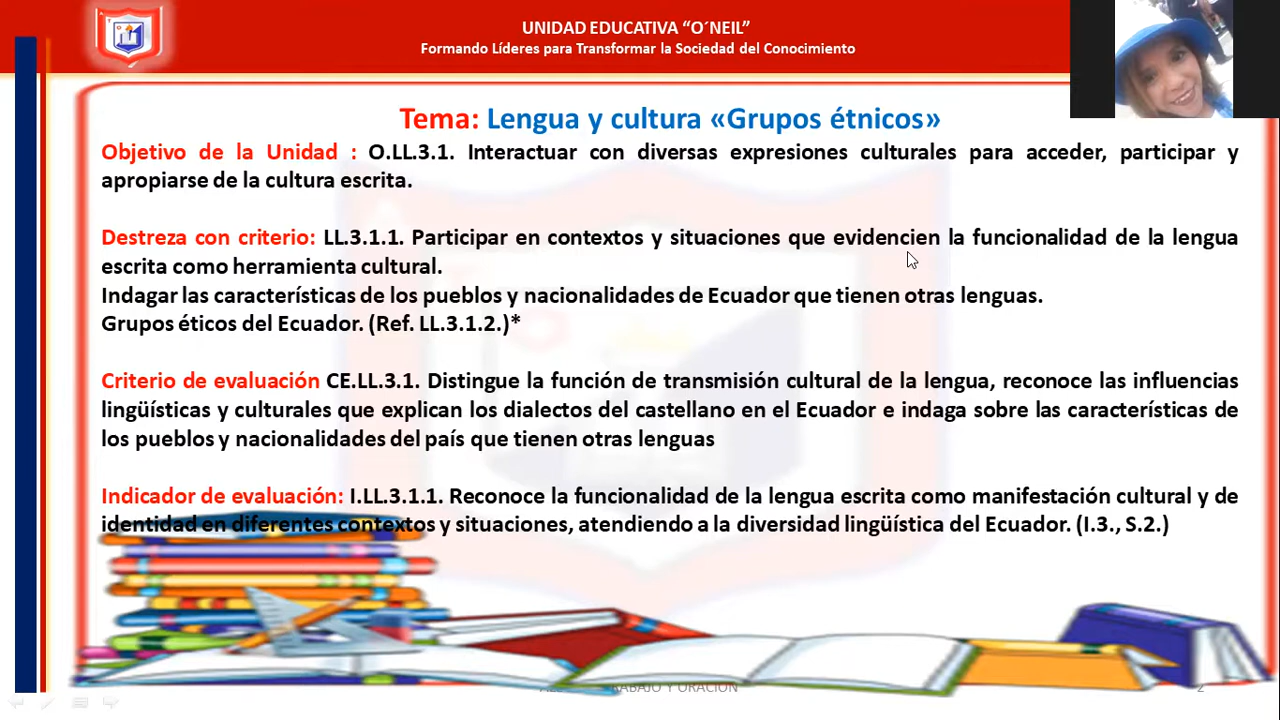 UNIDAD EDUCATIVA “O´NEIL”
Formando Líderes para Transformar la Sociedad del Conocimiento
Tema: Lengua y cultura «Grupos étnicos»
Objetivo de la Unidad : O.LL.3.1. Interactuar con diversas expresiones culturales para acceder, participar y
apropiarse de la cultura escrita.
Destreza con criterio: LL.3.1.1. Participar en contextos y situaciones que evidencien la funcionalidad de la lengua
escrita como herramienta cultural.
Indagar las características de los pueblos y nacionalidades de Ecuador que tienen otras lenguas.
Grupos éticos del Ecuador. (Ref. LL.3.1.2.)*
Criterio de evaluación CE.LL.3.1. Distingue la función de transmisión cultural de la lengua, reconoce las influencias
lingüísticas y culturales que explican los dialectos del castellano en el Ecuador e indaga sobre las características de
los pueblos y nacionalidades del país que tienen otras lenguas
Indicador de evaluación: I.LL.3.1.1. Reconoce la funcionalidad de la lengua escrita como manifestación cultural y de
identidad en diferentes contextos y situaciones, atendiendo a la diversidad lingüística del Ecuador. (I.3., S.2.)
Y ORACIÓN
2